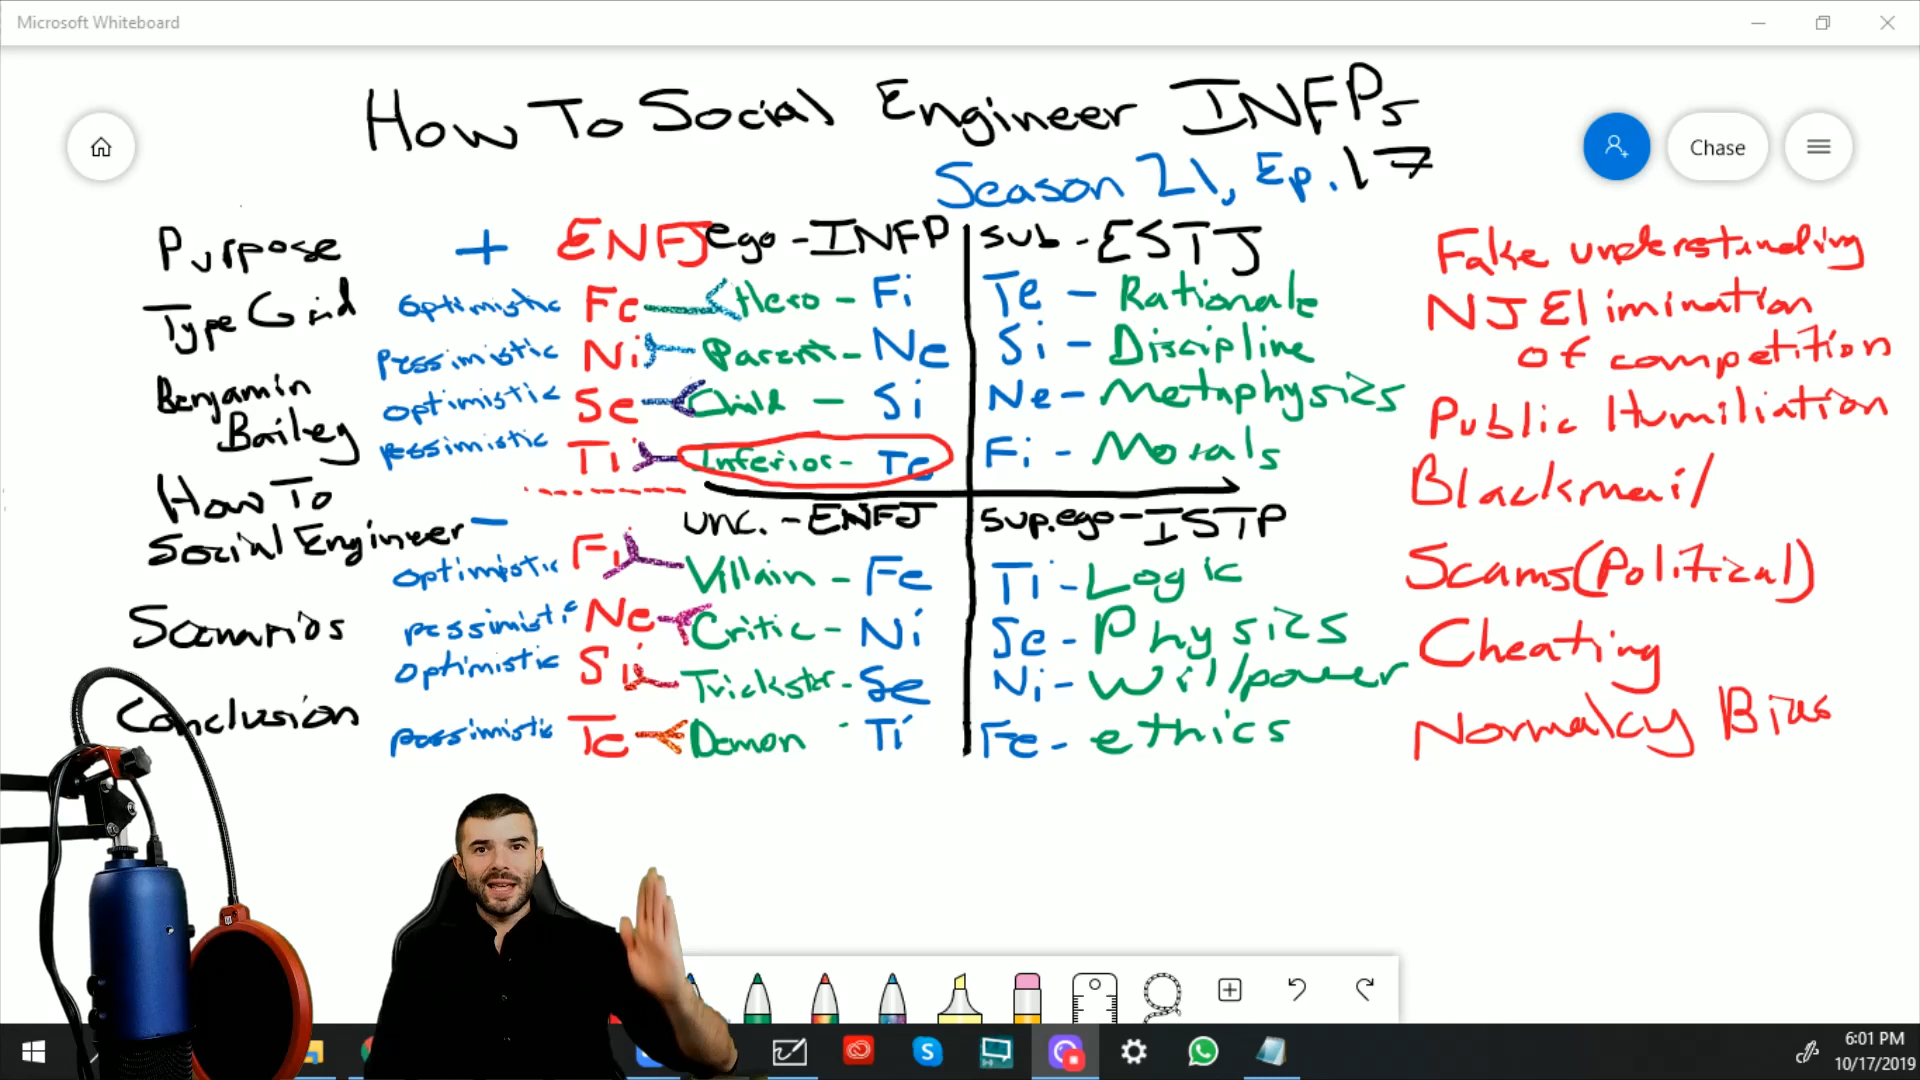 Microsoft Whiteboard
How To Social Engineer INFPs
Season 21, Ep. 17
Chase
Purpose
Type Grid
Benjamin
Bailey
How To
Social Engineer
Scenarios
Conclusion
+ ENFJ
Optimistic Fe
Pessimistic Ni
Optimistic Se
Pessimistic Ti
-
Optimistic Fi
pessimistic Ne
Optimistic Si
pessimistic Te
ego - INFP
Hero - Fi
Parent - Ne
Child - Si
Inferior - Te
sub - ESTJ
Te - Rationale
Si - Discipline
Ne - Metaphysics
Fi - Morals
unc. - ENFJ
Villain - Fe
Critic - Ni
Trickster - Se
Demon - Ti
sup.ego - ISTP
Ti - Logic
Se - Physics
Ni - Willpower
Fe - ethics
Fake understanding
NJ Elimination
of competition
Public Humiliation
Blackmail
Scams (Political)
Cheating
Normalcy Bias
6:01 PM
10/17/2019